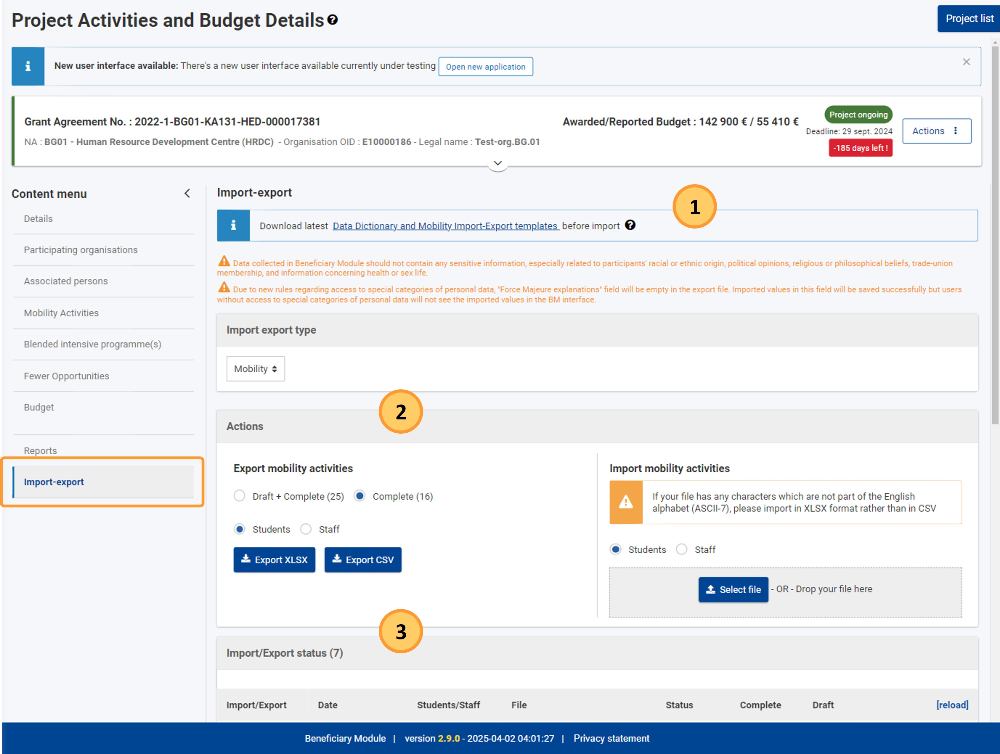 Project Activities and Budget Details
Project list
New user interface available: There's a new user interface available currently under testing
Open new application
Grant Agreement No. : 2022-1-BG01-KA131-HED-000017381
Awarded/Reported Budget : 142 900 € / 55 410 €
Project ongoing
Deadline: 29 sept. 2024
-185 days left !
Actions
NA : BG01 - Human Resource Development Centre (HRDC) - Organisation OID : E10000186 - Legal name : Test-org.BG.01
Content menu
Details
Participating organisations
Associated persons
Mobility Activities
Blended intensive programme(s)
Fewer Opportunities
Budget
Reports
Import-export
Import-export
1
Download latest Data Dictionary and Mobility Import-Export templates before import
Data collected in Beneficiary Module should not contain any sensitive information, especially related to participants' racial or ethnic origin, political opinions, religious or philosophical beliefs, trade-union
membership, and information concerning health or sex life.
Due to new rules regarding access to special categories of personal data, "Force Majeure explanations" field will be empty in the export file. Imported values in this field will be saved successfully but users
without access to special categories of personal data will not see the imported values in the BM interface.
Import export type
Mobility
2
Actions
Export mobility activities
Draft + Complete (25)
Complete (16)
Students
Staff
Export XLSX
Export CSV
Import mobility activities
If your file has any characters which are not part of the English
alphabet (ASCII-7), please import in XLSX format rather than in CSV
Students
Staff
Select file
- OR - Drop your file here
3
Import/Export status (7)
Import/Export
Date
Students/Staff
File
Status
Complete
Draft
[reload]
Beneficiary Module | version 2.9.0 - 2025-04-02 04:01:27 | Privacy statement